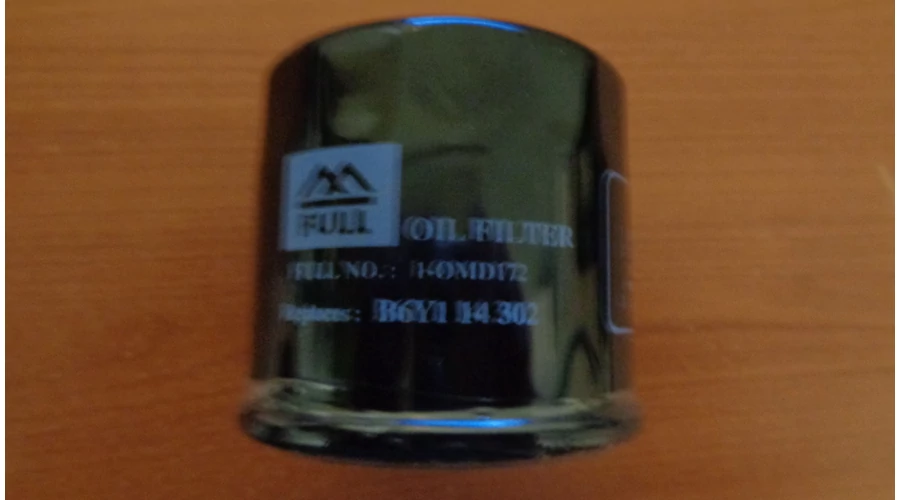 FULL
OIL FILTER
FULL NO. : 1-OMD172
Replaces : B6Y1 14 302